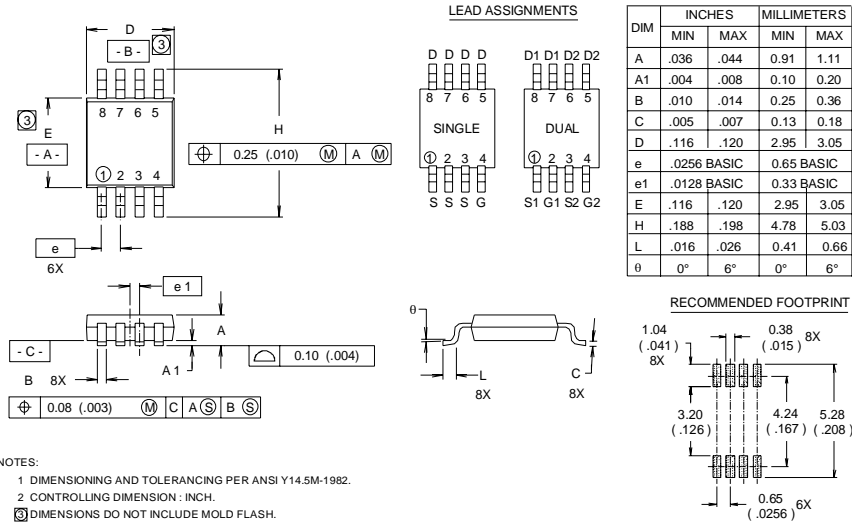 LEAD ASSIGNMENTS
D
- B - 3
8 7 6 5
3
E
- A -
H
0.25 (.010) M A M
1 2 3 4
e
6X
D D D D
8 7 6 5
SINGLE
1 2 3 4
S S S G
D1 D1 D2 D2
8 7 6 5
DUAL
1 2 3 4
S1 G1 S2 G2
DIM INCHES MILLIMETERS
MIN MAX MIN MAX
A .036 .044 0.91 1.11
A1 .004 .008 0.10 0.20
B .010 .014 0.25 0.36
C .005 .007 0.13 0.18
D .116 .120 2.95 3.05
e .0256 BASIC 0.65 BASIC
e1 .0128 BASIC 0.33 BASIC
E .116 .120 2.95 3.05
H .188 .198 4.78 5.03
L .016 .026 0.41 0.66
θ 0° 6° 0° 6°
e 1
A
- C -
A 1
0.10 (.004)
B 8X
0.08 (.003) M C A S B S
θ
L
8X
C
8X
RECOMMENDED FOOTPRINT
1.04
( .041 )
8X
0.38
( .015 ) 8X
3.20
( .126 )
4.24
( .167 )
5.28
( .208 )
0.65
( .0256 ) 6X
NOTES:
1 DIMENSIONING AND TOLERANCING PER ANSI Y14.5M-1982.
2 CONTROLLING DIMENSION : INCH.
3 DIMENSIONS DO NOT INCLUDE MOLD FLASH.